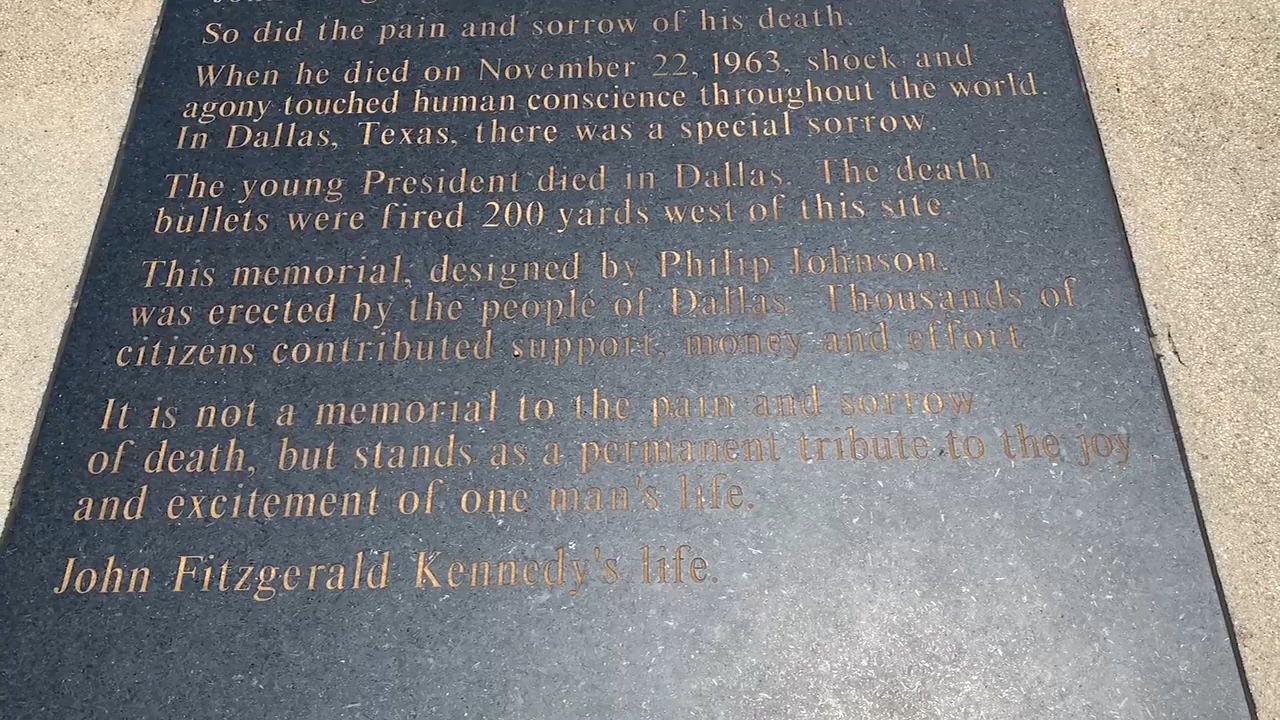 So did the pain and sorrow of his death.
When he died on November 22, 1963, shock and
agony touched human conscience throughout the world.
In Dallas, Texas, there was a special sorrow.
The young President died in Dallas. The death
bullets were fired 200 yards west of this site.
This memorial, designed by Philip Johnson,
was erected by the people of Dallas. Thousands of
citizens contributed support, money and effort.
It is not a memorial to the pain and sorrow
of death, but stands as a permanent tribute to the joy
and excitement of one man's life.
John Fitzgerald Kennedy's life.